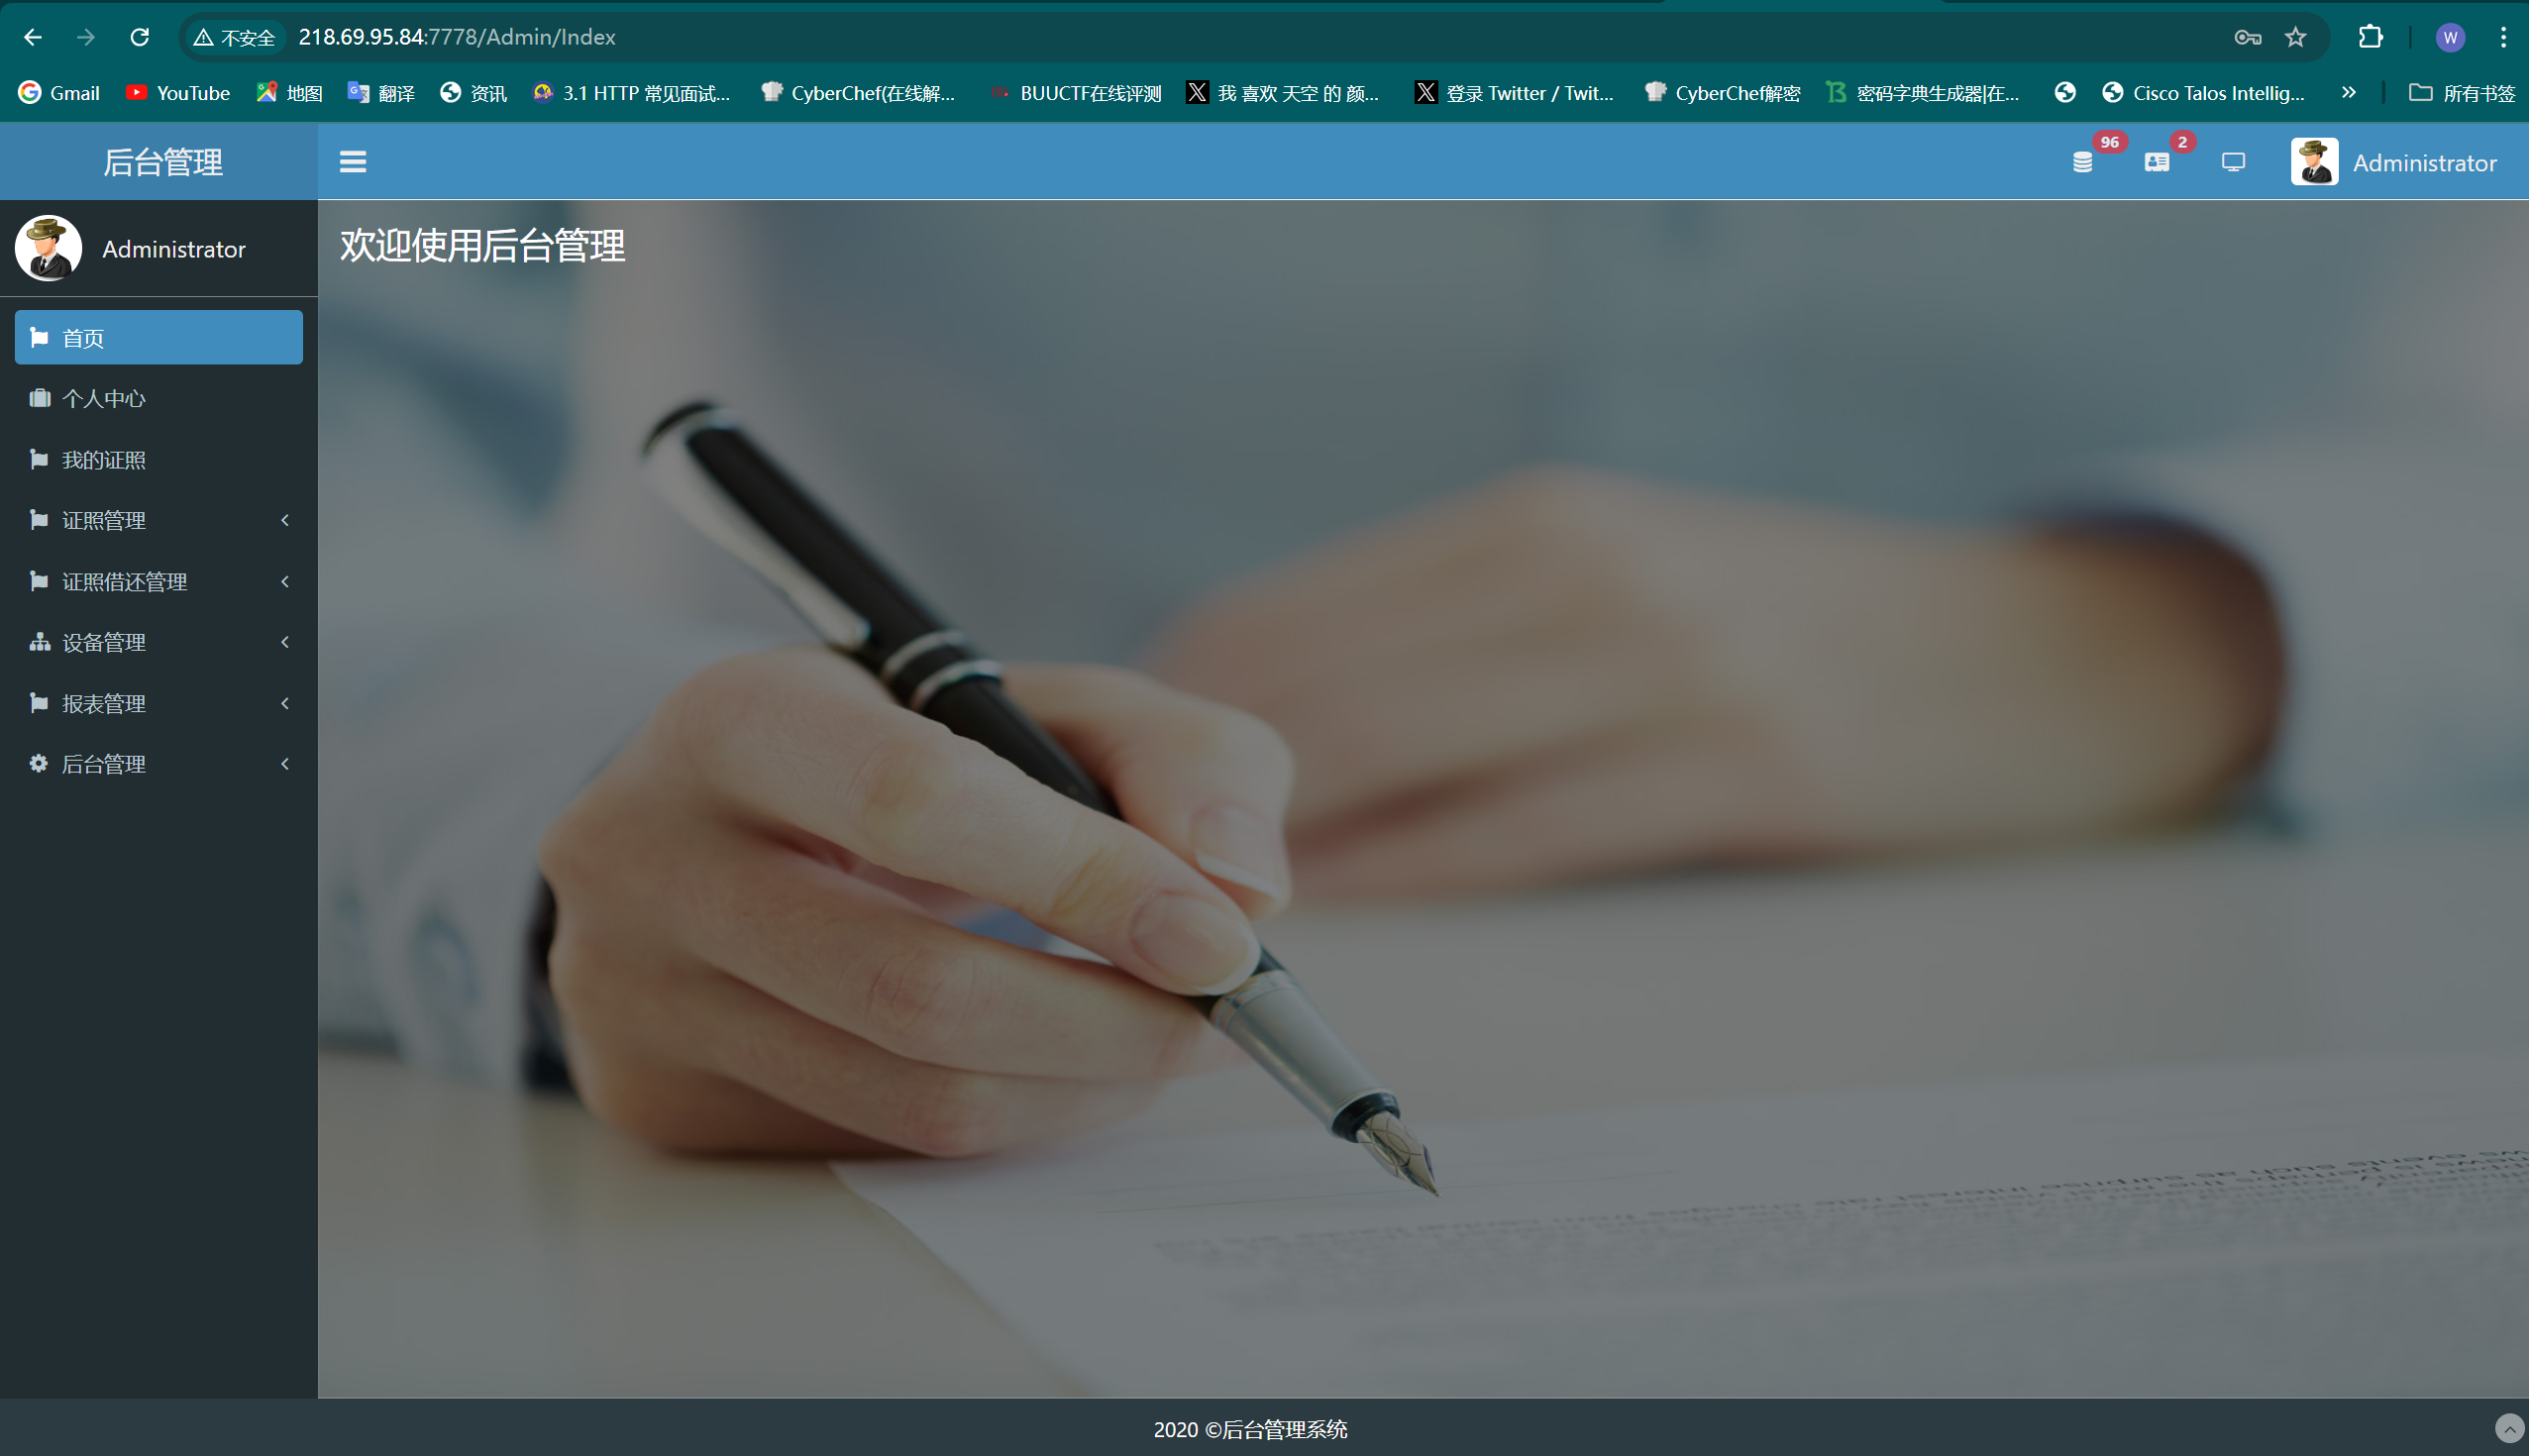 不安全 218.69.95.84:7778/Admin/Index W
Gmail YouTube 地图 翻译 资讯 3.1 HTTP 常见面试... CyberChef(在线解... BUUCTF在线评测 我 喜欢 天空 的 颜... 登录 Twitter / Twit... CyberChef解密 密码字典生成器|在... Cisco Talos Intellig... » 所有书签
后台管理 96 2 Administrator
Administrator
欢迎使用后台管理
首页
个人中心
我的证照
证照管理
证照借还管理
设备管理
报表管理
后台管理
2020 ©后台管理系统